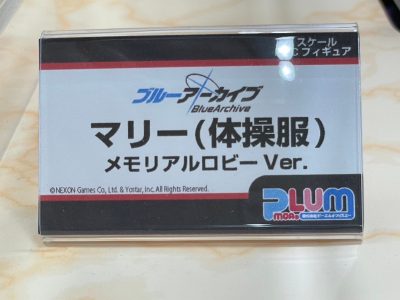 スケール
フィギュア
ブルーアーカイブ
BlueArchive
マリー(体操服)
メモリアルロビーVer.
© NEXON Games Co., Ltd. & Yostar, Inc. All Rights Reserved.
PLUM
PMOA